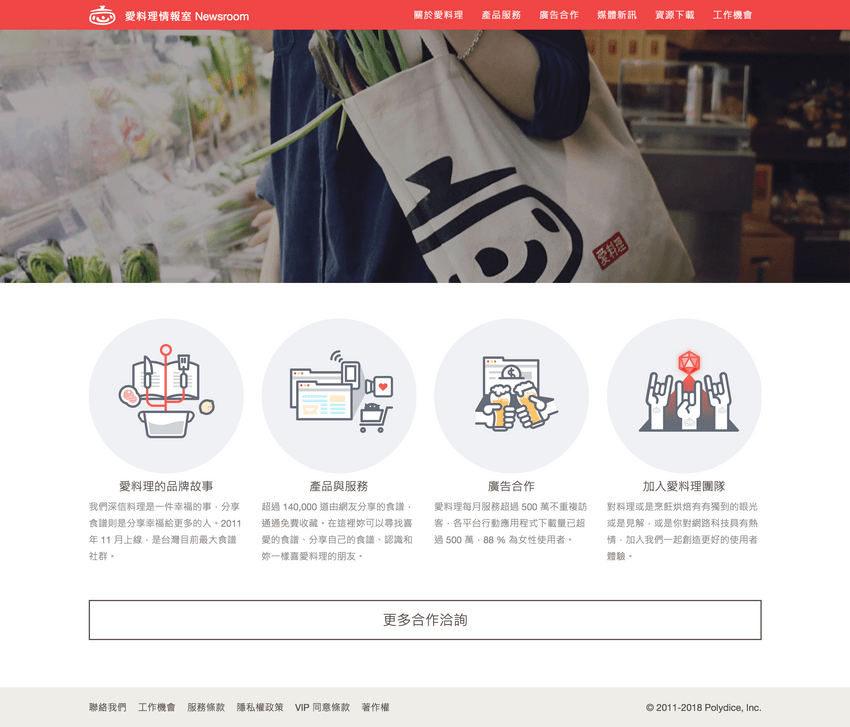 愛料理情報室 Newsroom
關於愛料理 產品服務 廣告合作 媒體新訊 資源下載 工作機會
愛料理
愛料理的品牌故事
我們深信料理是一件幸福的事，分享
食譜則是分享幸福給更多的人。2011
年 11 月上線，是台灣目前最大食譜
社群。
產品與服務
超過 140,000 道由網友分享的食譜，
通通免費收藏。在這裡妳可以尋找喜
愛的食譜、分享自己的食譜、認識和
妳一樣喜愛料理的朋友。
廣告合作
愛料理每月服務超過 500 萬不重複訪
客，各平台行動應用程式下載量已超
過 500 萬，88 % 為女性使用者。
加入愛料理團隊
對料理或是烹飪烘焙有有獨到的眼光
或是見解，或是你對網路科技具有熱
情，加入我們一起創造更好的使用者
體驗。
更多合作洽詢
聯絡我們 工作機會 服務條款 隱私權政策 VIP 同意條款 著作權
© 2011-2018 Polydice, Inc.